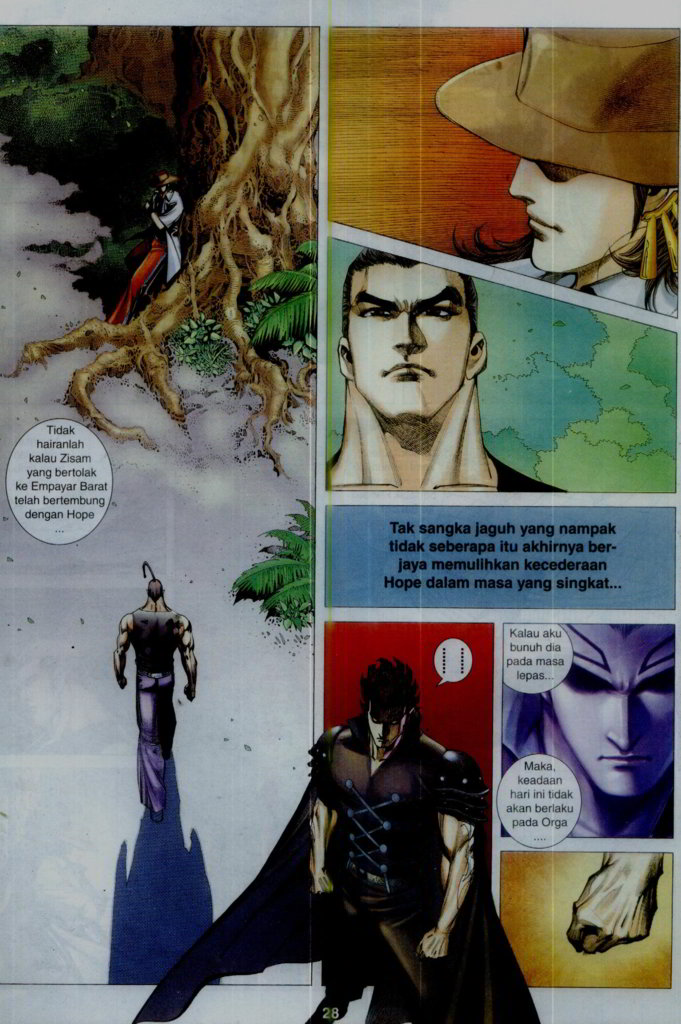 Tidak
hairanlah
kalau Zisam
yang bertolak
ke Empayar Barat
telah bertembung
dengan Hope
...
Tak sangka jaguh yang nampak
tidak seberapa itu akhirnya ber-
jaya memulihkan kecederaan
Hope dalam masa yang singkat...
Kalau aku
bunuh dia
pada masa
lepas...
Maka,
keadaan
hari ini tidak
akan berlaku
pada Orga
....
28